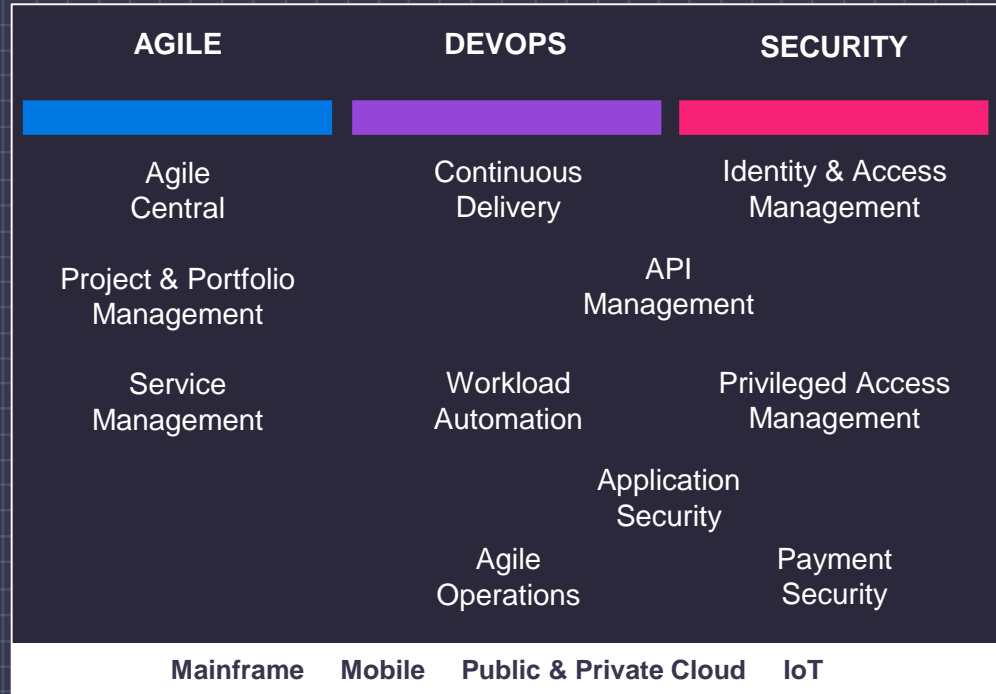 AGILE
DEVOPS
SECURITY
Agile
Central
Continuous
Delivery
Identity & Access
Management
Project & Portfolio
Management
API
Management
Service
Management
Workload
Automation
Privileged Access
Management
Application
Security
Agile
Operations
Payment
Security
Mainframe Mobile Public & Private Cloud IoT